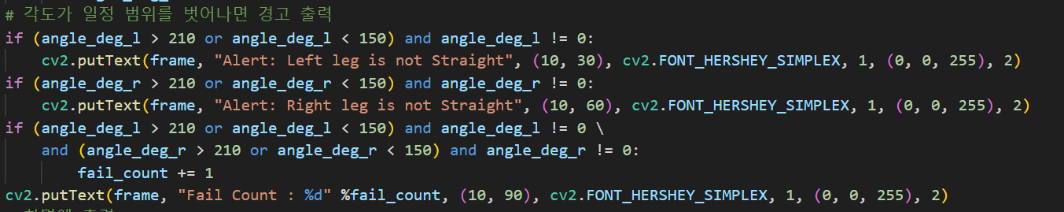 # 각도가 일정 범위를 벗어나면 경고 출력
if (angle_deg_l > 210 or angle_deg_l < 150) and angle_deg_l != 0:
    cv2.putText(frame, "Alert: Left leg is not Straight", (10, 30), cv2.FONT_HERSHEY_SIMPLEX, 1, (0, 0, 255), 2)
if (angle_deg_r > 210 or angle_deg_r < 150) and angle_deg_r != 0:
    cv2.putText(frame, "Alert: Right leg is not Straight", (10, 60), cv2.FONT_HERSHEY_SIMPLEX, 1, (0, 0, 255), 2)
if (angle_deg_l > 210 or angle_deg_l < 150) and angle_deg_l != 0 \
    and (angle_deg_r > 210 or angle_deg_r < 150) and angle_deg_r != 0:
        fail_count += 1
cv2.putText(frame, "Fail Count : %d" %fail_count, (10, 90), cv2.FONT_HERSHEY_SIMPLEX, 1, (0, 0, 255), 2)